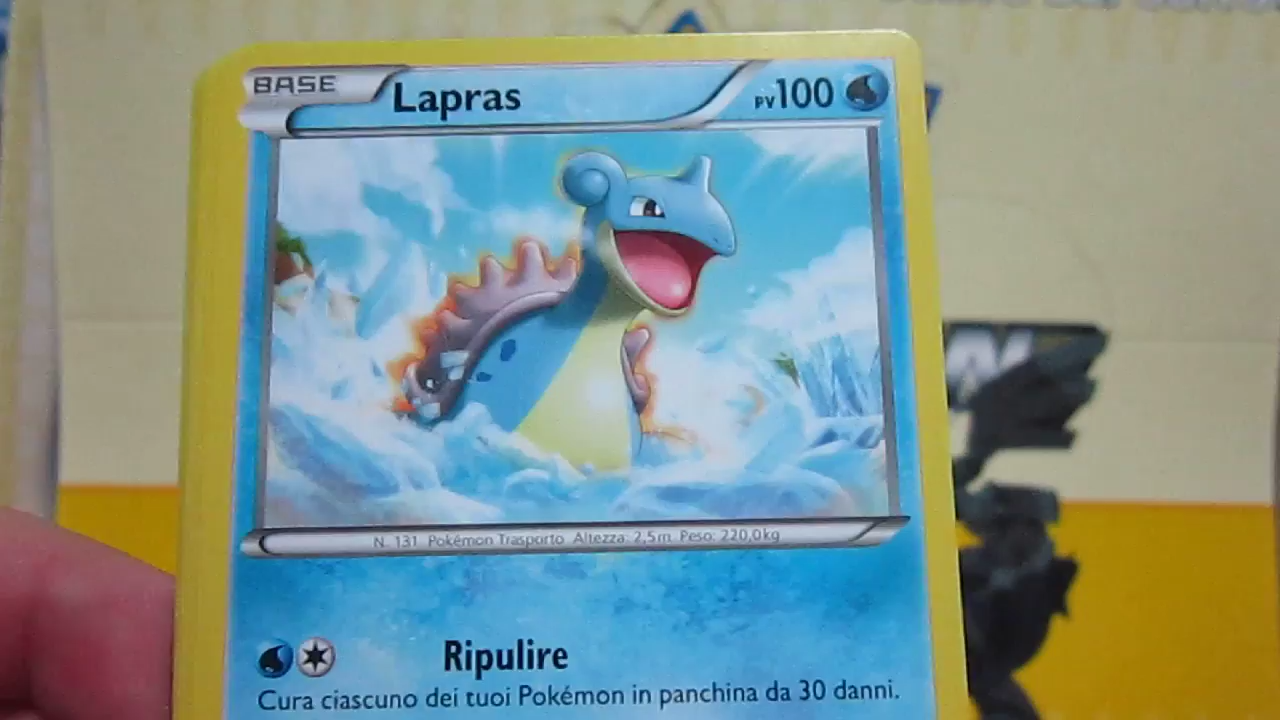 BASE Lapras PV100
N. 131 Pokémon Trasporto Altezza: 2,5m Peso: 220,0kg
Ripulire
Cura ciascuno dei tuoi Pokémon in panchina da 30 danni.